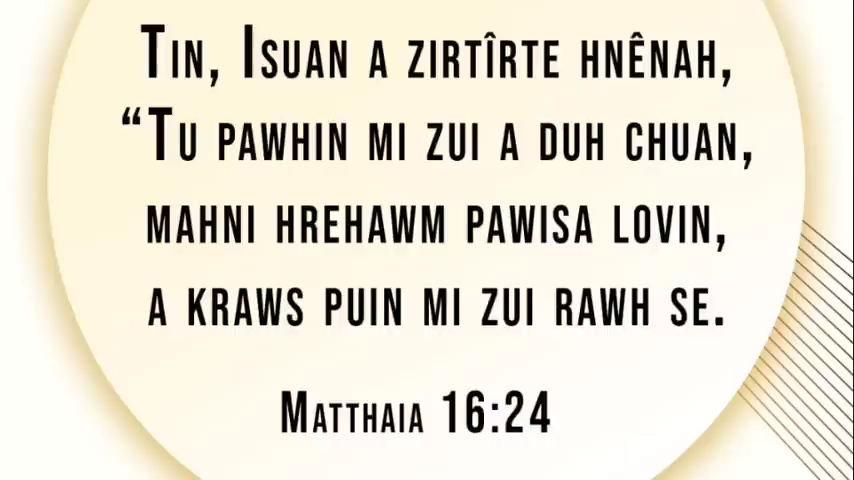 Tin, Isuan a zirtîrte hnênah,
“Tu pawhin mi zui a duh chuan,
mahni hrehawm pawisa lovin,
a kraws puin mi zui rawh se.
Matthaia 16:24